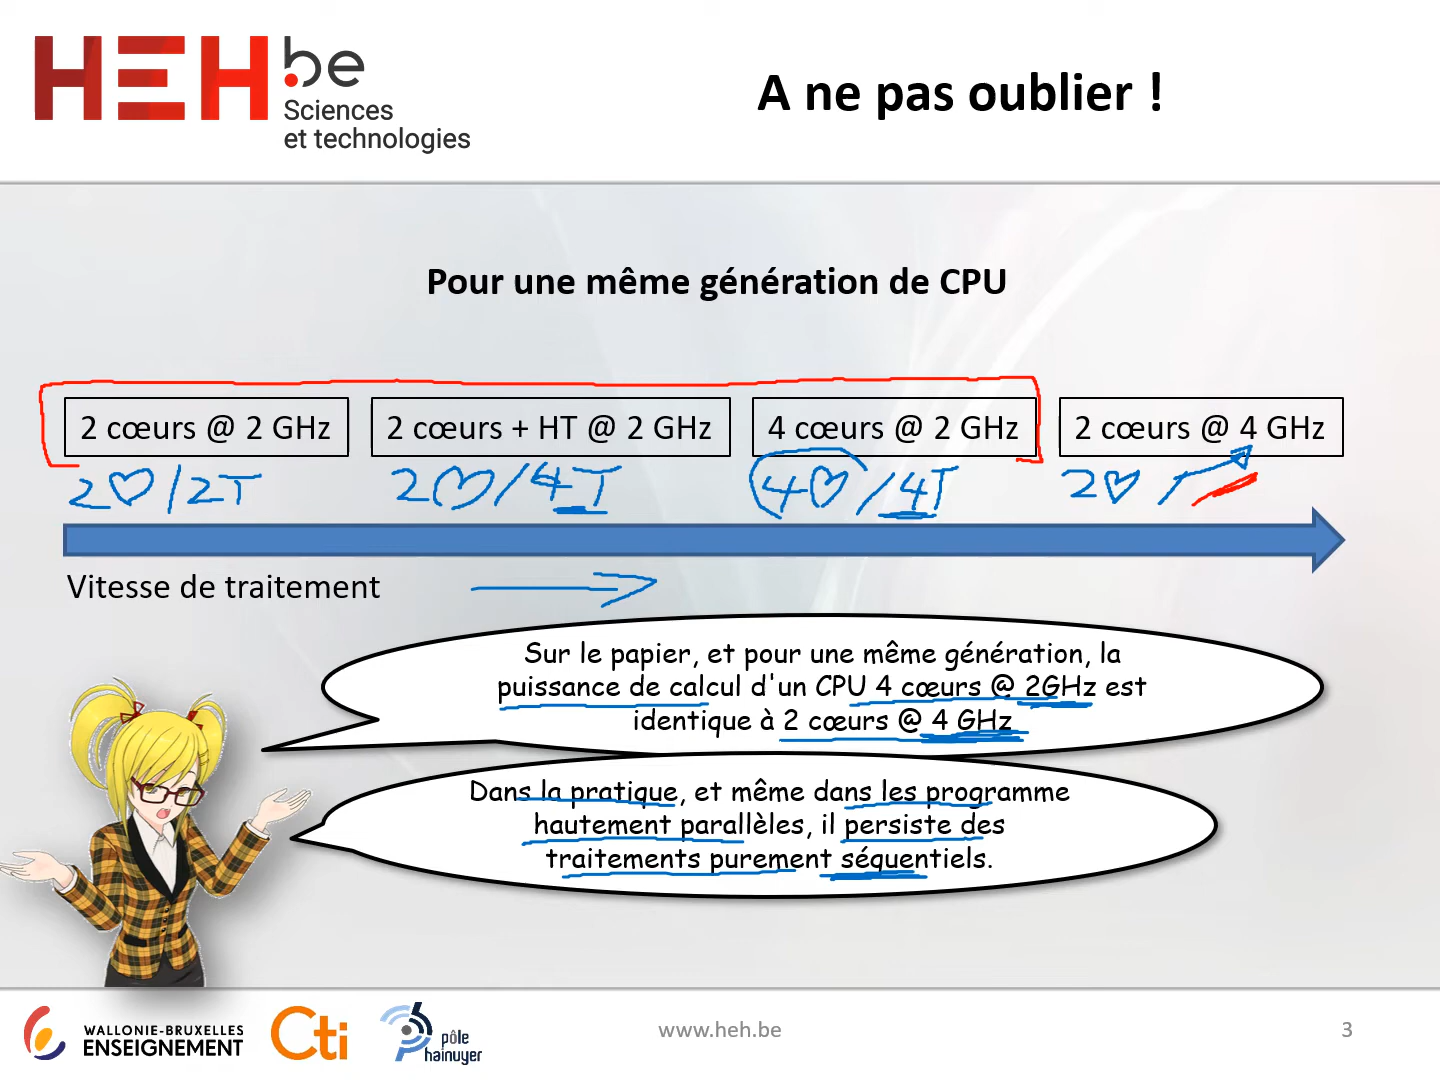 HEH.be
Sciences
et technologies
A ne pas oublier !
Pour une même génération de CPU
2 cœurs @ 2 GHz
2 cœurs + HT @ 2 GHz
4 cœurs @ 2 GHz
2 cœurs @ 4 GHz
2♡/2T
2♡/4T
4♡/4T
2♡
Vitesse de traitement
Sur le papier, et pour une même génération, la
puissance de calcul d'un CPU 4 cœurs @ 2GHz est
identique à 2 cœurs @ 4 GHz
Dans la pratique, et même dans les programme
hautement parallèles, il persiste des
traitements purement séquentiels.
WALLONIE-BRUXELLES
ENSEIGNEMENT
Cti
pôle
hainuyer
www.heh.be
3